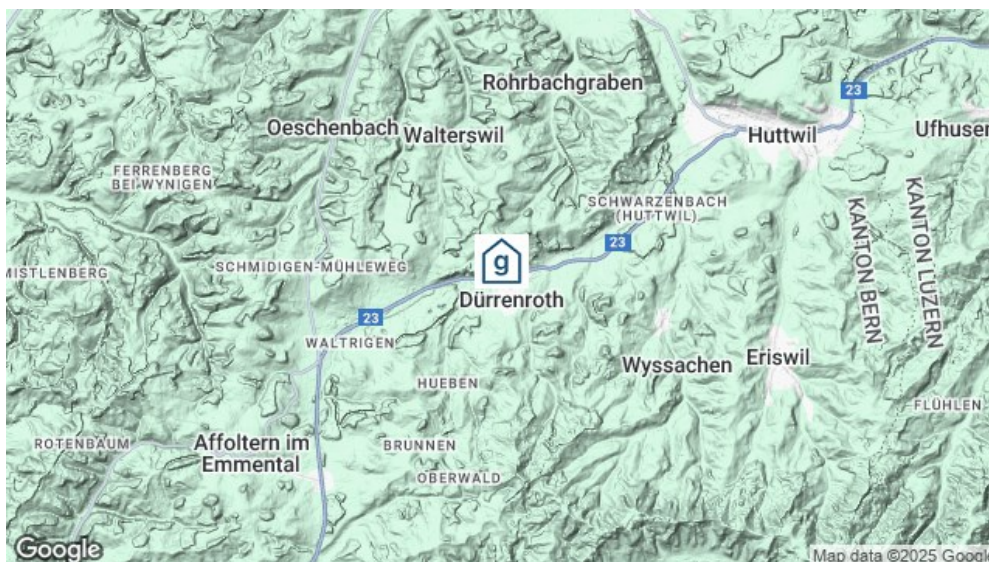 Rohrbachgraben
23
Oeschenbach
Walterswil
Huttwil
Ufhusen
FERRENBERG
BEI WYNIGEN
SCHWARZENBACH
(HUTTWIL)
KANTON BERN
KANTON LUZERN
23
g
MISTLENBERG
SCHMIDIGEN-MÜHLEWEG
Dürrenroth
23
WALTRIGEN
Wyssachen
Eriswil
HUEBEN
FLÜHLEN
ROTENBAUM
Affoltern im
Emmental
BRUNNEN
OBERWALD
Google
Map data ©2025 Google